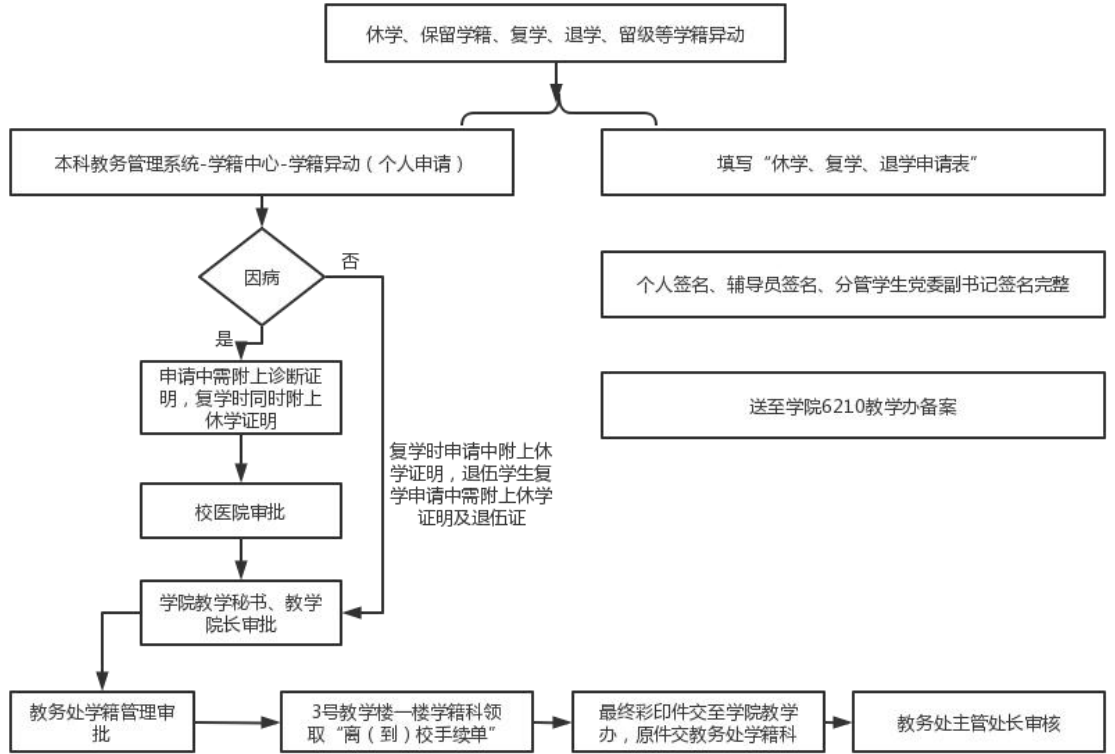 休学、保留学籍、复学、退学、留级等学籍异动
本科教务管理系统-学籍中心-学籍异动（个人申请）
填写“休学、复学、退学申请表”
因病
否
个人签名、辅导员签名、分管学生党委副书记签名完整
是
申请中需附上诊断证
明，复学时同时附上
休学证明
送至学院6210教学办备案
复学时申请中附上休
学证明，退伍学生复
学申请中需附上休学
证明及退伍证
校医院审批
学院教学秘书、教学
院长审批
教务处学籍管理审
批
3号教学楼一楼学籍科领
取“离（到）校手续单”
最终彩印件交至学院教学
办，原件交教务处学籍科
教务处主管处长审核